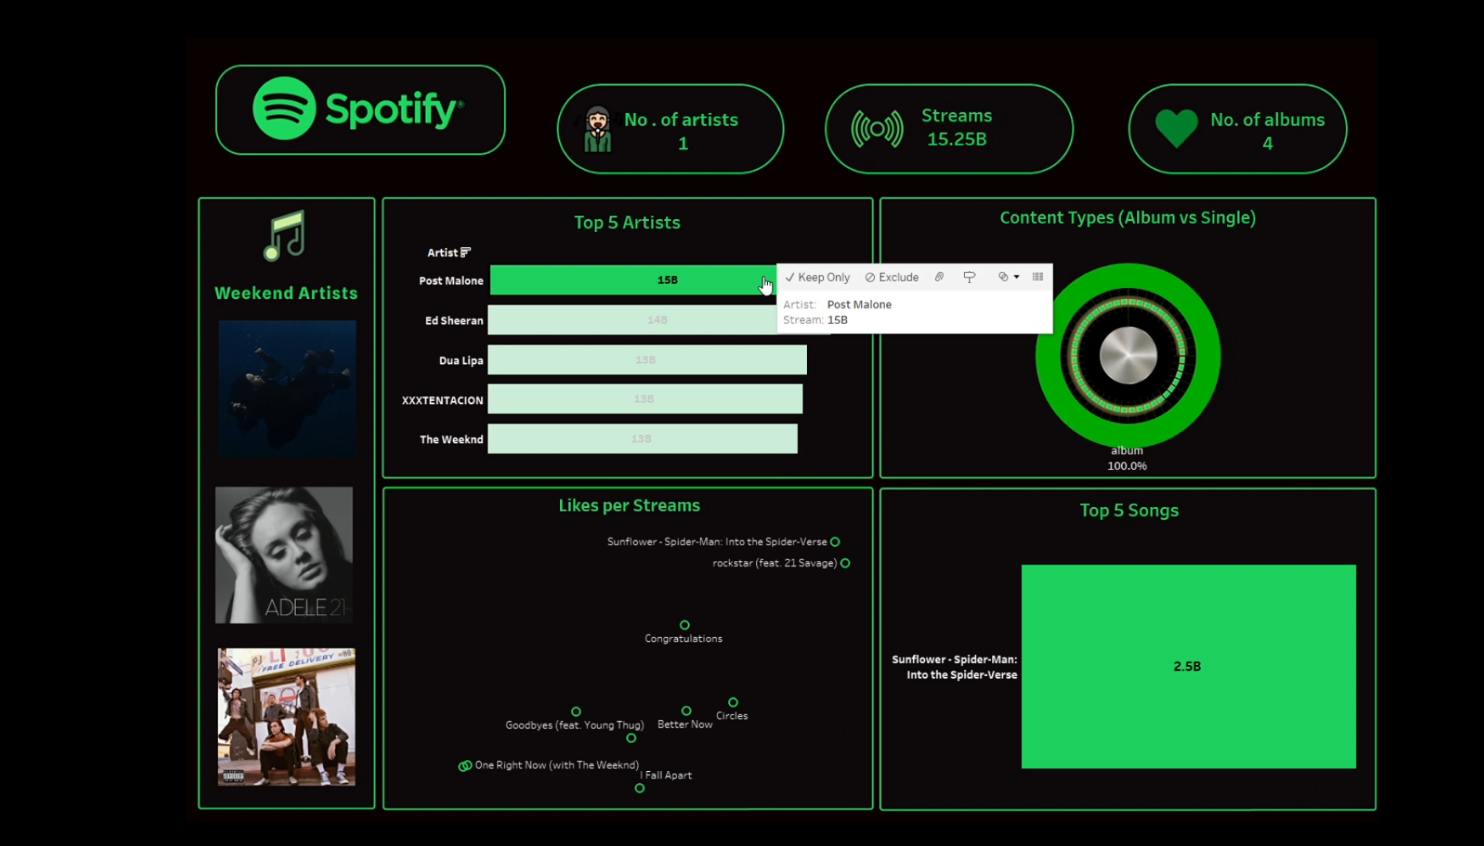 Spotify®
No . of artists
1
Streams
15.25B
No. of albums
4
Weekend Artists
ADELE 21
FREE DELIVERY
Top 5 Artists
Artist
Post Malone
15B
Ed Sheeran
14B
Dua Lipa
13B
XXXTENTACION
13B
The Weeknd
13B
Keep Only
Exclude
Artist: Post Malone
Stream: 15B
Content Types (Album vs Single)
album
100.0%
Likes per Streams
Sunflower - Spider-Man: Into the Spider-Verse
rockstar (feat. 21 Savage)
Congratulations
Circles
Goodbyes (feat. Young Thug)
Better Now
One Right Now (with The Weeknd)
I Fall Apart
Top 5 Songs
Sunflower - Spider-Man:
Into the Spider-Verse
2.5B